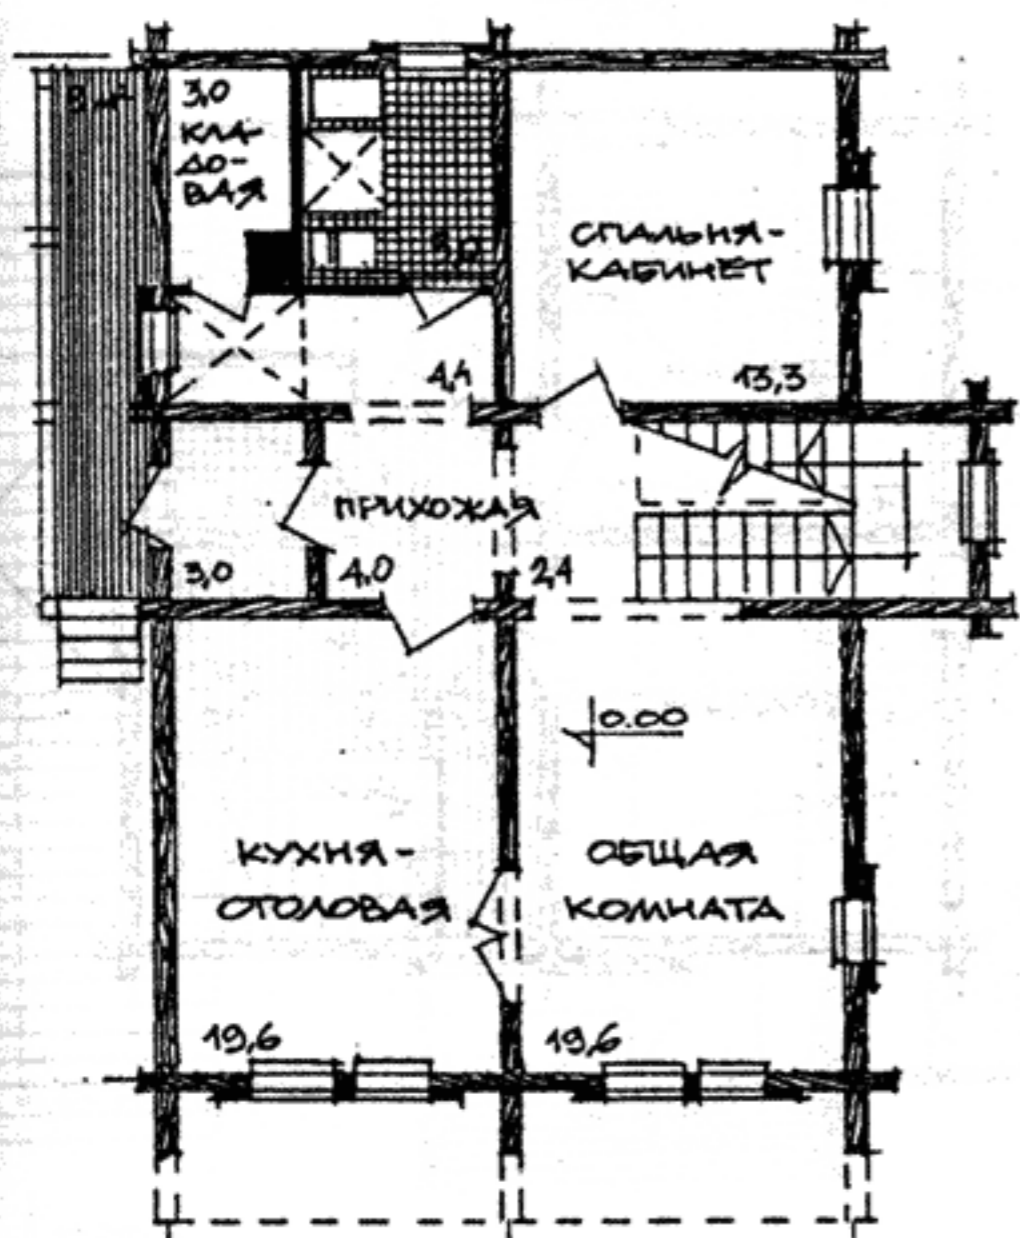 3,0
КЛА-
ДО-
ВАЯ
СПАЛЬНЯ-
КАБИНЕТ
4,4
13,3
ПРИХОЖАЯ
3,0
4,0
2,4
0.00
КУХНЯ-
СТОЛОВАЯ
ОБЩАЯ
КОМНАТА
19,6
19,6